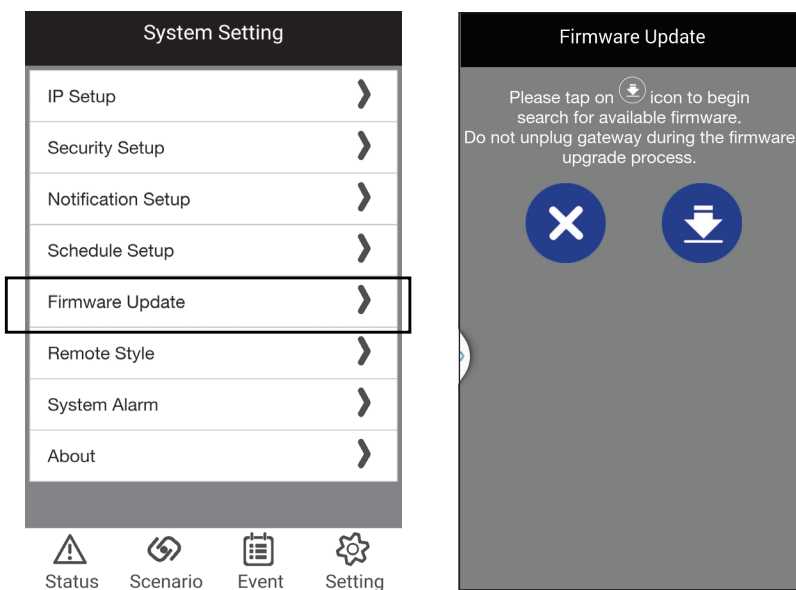 System Setting
IP Setup
Security Setup
Notification Setup
Schedule Setup
Firmware Update
Remote Style
System Alarm
About
Status
Scenario
Event
Setting
Firmware Update
Please tap on icon to begin
search for available firmware.
Do not unplug gateway during the firmware
upgrade process.